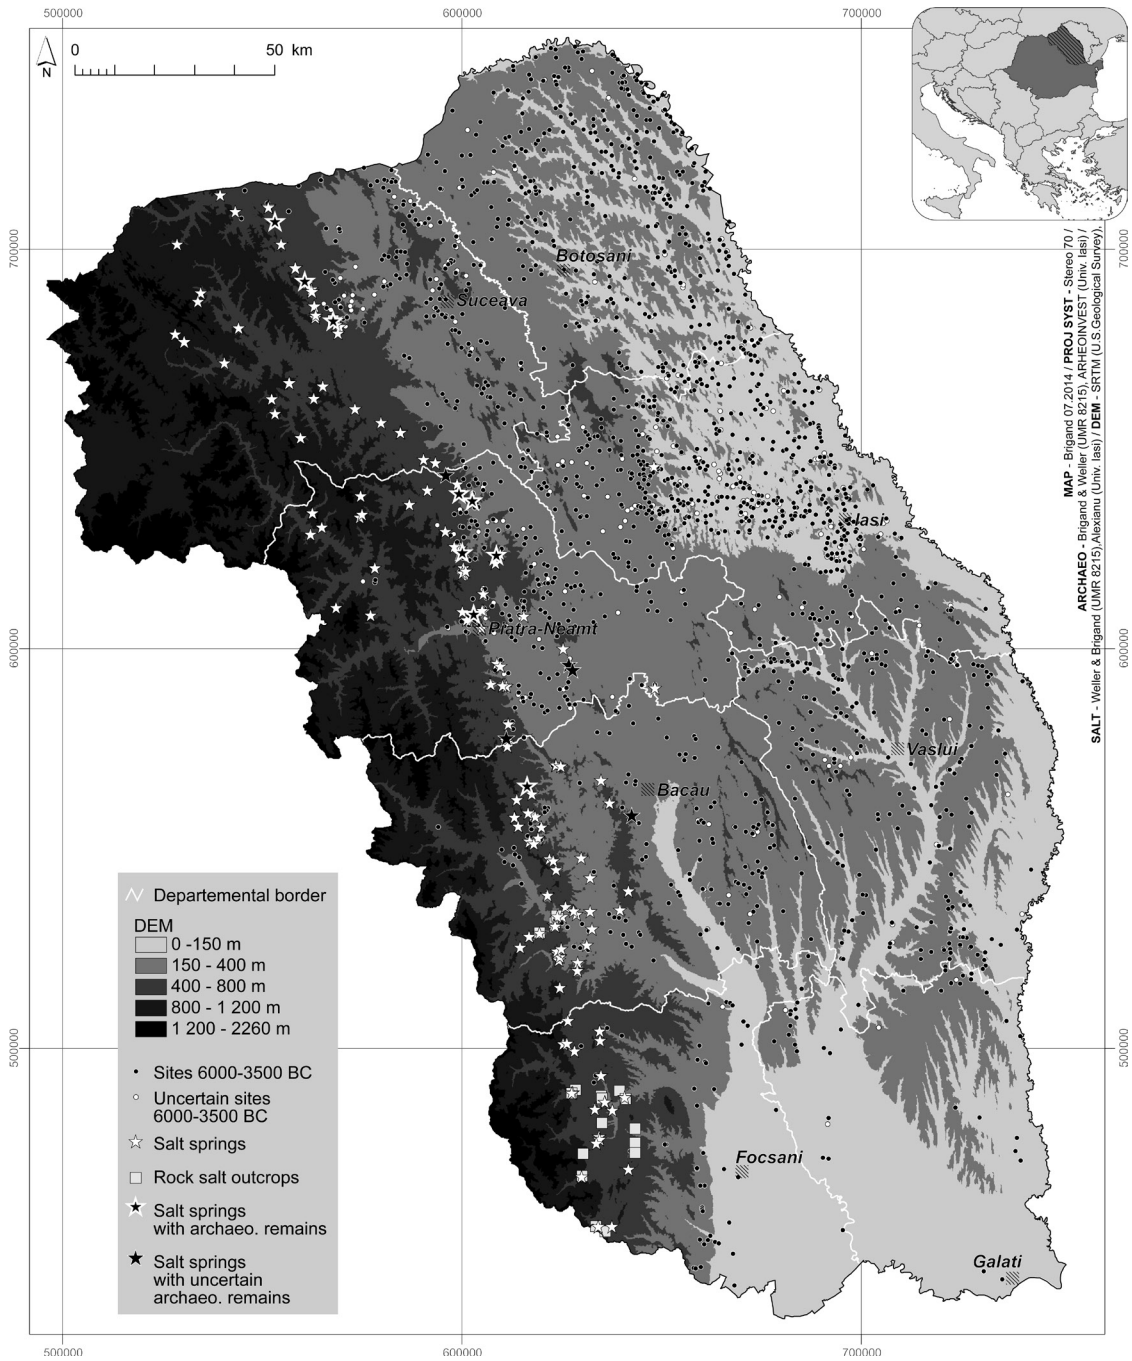 500000
600000
700000
0
50 km
N
700000
700000
Botosani
Suceava
Iasi
Piatra-Neamt
600000
600000
Vaslui
Bacău
MAP - Brigand 07.2014 / PROJ SYST - Stereo 70 /
ARCHAEO - Brigand & Weller (UMR 8215), ARHEOINVEST (Univ. Iasi) /
SALT - Weller & Brigand (UMR 8215),Alexianu (Univ. Iasi) / DEM - SRTM (U.S.Geological Survey).
Departemental border
DEM
0 -150 m
150 - 400 m
400 - 800 m
800 - 1 200 m
1 200 - 2260 m
Sites 6000-3500 BC
Uncertain sites
6000-3500 BC
Salt springs
Rock salt outcrops
Salt springs
with archaeo. remains
Salt springs
with uncertain
archaeo. remains
500000
500000
Focsani
Galati
500000
600000
700000